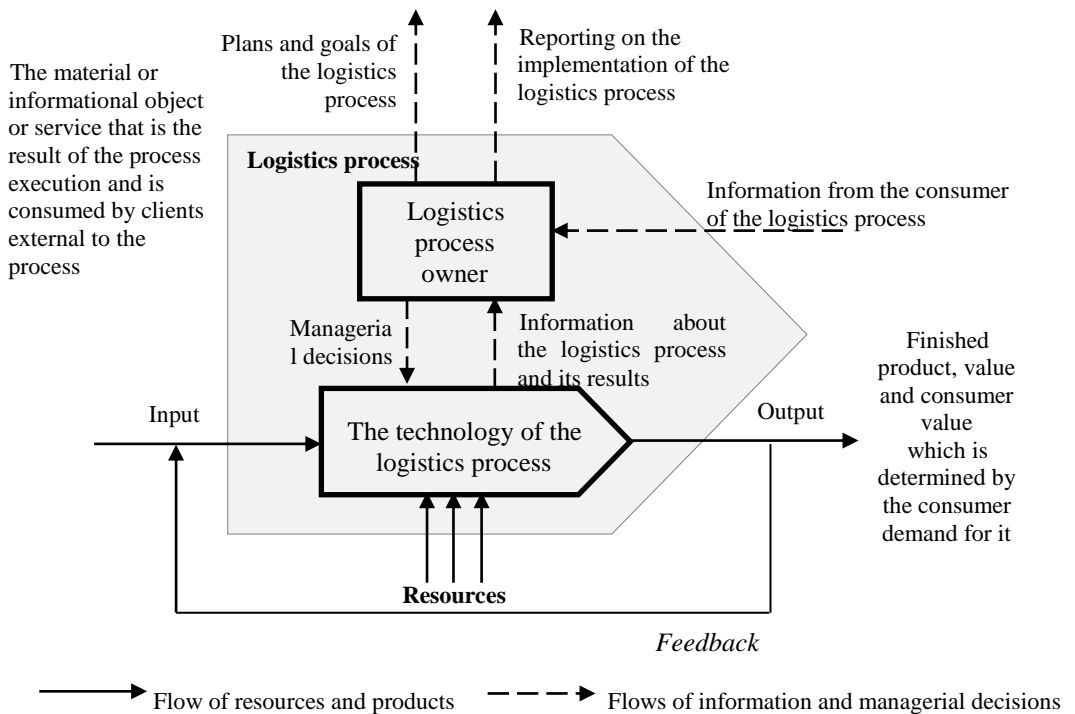 Plans and goals of
the logistics
process
Reporting on the
implementation of the
logistics process
The material or
informational object
or service that is the
result of the process
execution and is
consumed by clients
external to the
process
Logistics process
Logistics
process
owner
Information from the consumer
of the logistics process
Manageria
l decisions
Information about
the logistics process
and its results
Input
The technology of the
logistics process
Output
Finished
product, value
and consumer
value
which is
determined by
the consumer
demand for it
Resources
Feedback
Flow of resources and products
Flows of information and managerial decisions